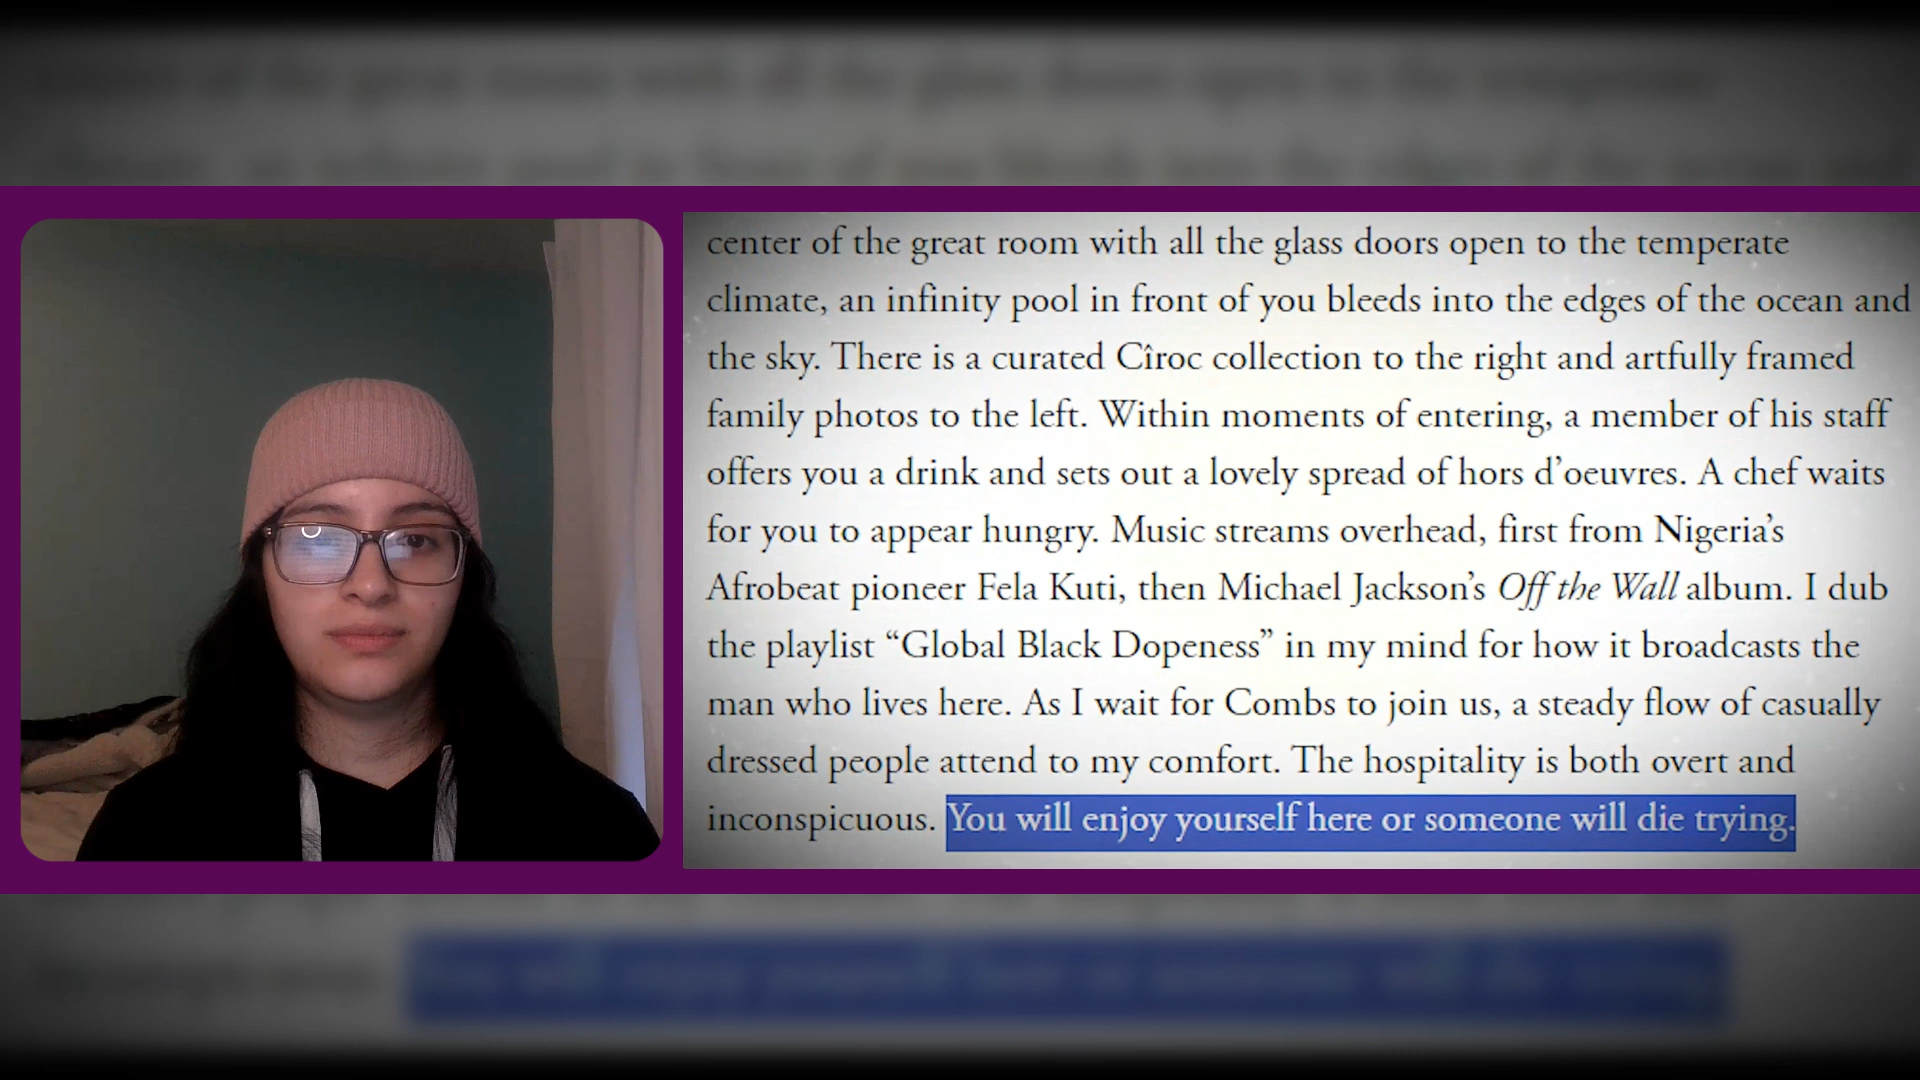 center of the great room with all the glass doors open to the temperate
climate, an infinity pool in front of you bleeds into the edges of the ocean and
the sky. There is a curated Cîroc collection to the right and artfully framed
family photos to the left. Within moments of entering, a member of his staff
offers you a drink and sets out a lovely spread of hors d’oeuvres. A chef waits
for you to appear hungry. Music streams overhead, first from Nigeria’s
Afrobeat pioneer Fela Kuti, then Michael Jackson’s Off the Wall album. I dub
the playlist “Global Black Dopeness” in my mind for how it broadcasts the
man who lives here. As I wait for Combs to join us, a steady flow of casually
dressed people attend to my comfort. The hospitality is both overt and
inconspicuous. You will enjoy yourself here or someone will die trying.